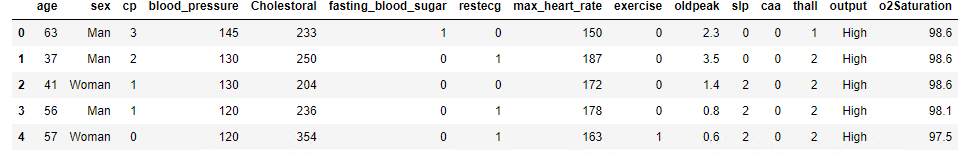 age sex cp blood_pressure Cholestoral fasting_blood_sugar restecg max_heart_rate exercise oldpeak slp caa thall output o2Saturation
0 63 Man 3 145 233 1 0 150 0 2.3 0 0 1 High 98.6
1 37 Man 2 130 250 0 1 187 0 3.5 0 0 2 High 98.6
2 41 Woman 1 130 204 0 0 172 0 1.4 2 0 2 High 98.6
3 56 Man 1 120 236 0 1 178 0 0.8 2 0 2 High 98.1
4 57 Woman 0 120 354 0 1 163 1 0.6 2 0 2 High 97.5